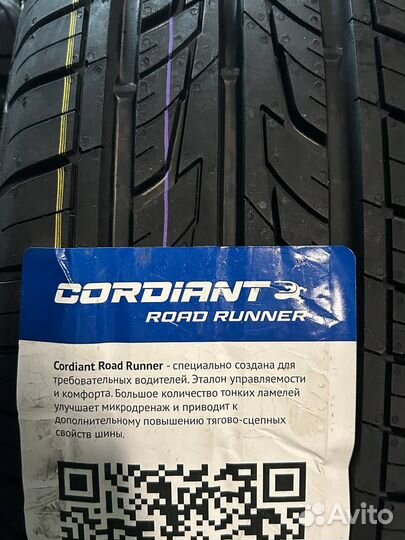 CORDIANT
ROAD RUNNER
Cordiant Road Runner - специально создана для
требовательных водителей. Эталон управляемости
и комфорта. Большое количество тонких ламелей
улучшает микродренаж и приводит к
дополнительному повышению тягово-сцепных
свойств шины.
Avito